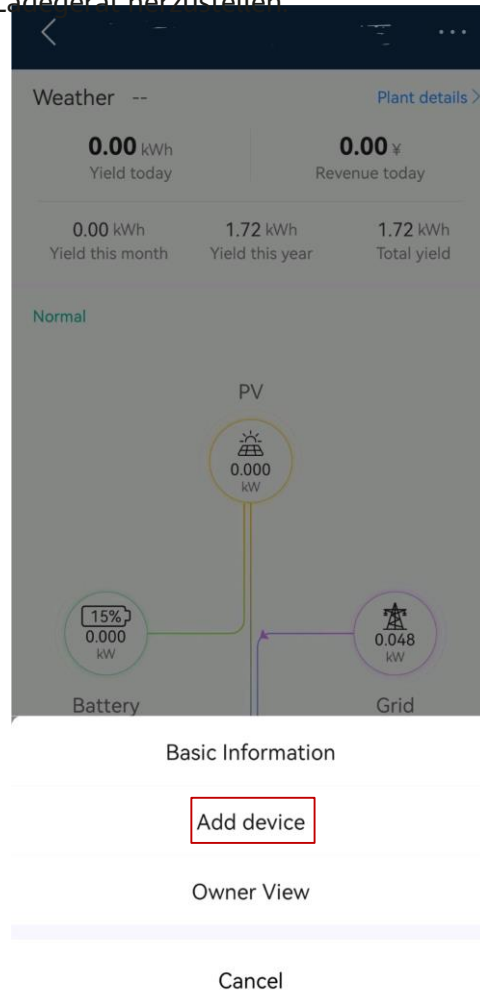 Ladegerät herzustellen.
Weather -- Plant details >
0.00 kWh 0.00 ¥
Yield today Revenue today
0.00 kWh 1.72 kWh 1.72 kWh
Yield this month Yield this year Total yield
Normal
PV
0.000
kW
15%
0.000 0.048
kW kW
Battery Grid
Basic Information
Add device
Owner View
Cancel